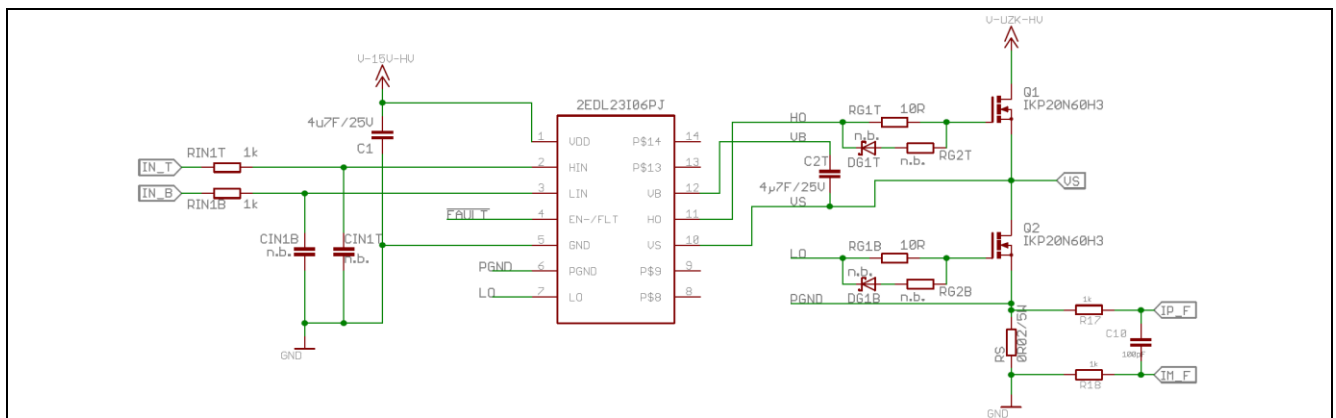 V-UZK-HV
V-15V-HV
2EDL23I06PJ
4u7F/25V
C1
RIN1T 1k
IN_T
IN_B
RIN1B 1k
CIN1B
n.b.
CIN1T
n.b.
GND
FAULT
PGND
LO
1 VDD P$14 14
2 HIN P$13 13
3 LIN VB 12
4 EN-/FLT HO 11
5 GND VS 10
6 PGND P$9 9
7 LO P$8 8
HO
VB
VS
C2T
4µ7F/25V
RG1T 10R
n.b.
DG1T
n.b.
RG2T
Q1
IKP20N60H3
VS
LO
RG1B 10R
n.b.
DG1B
n.b.
RG2B
Q2
IKP20N60H3
PGND
RS
0R02/5W
1k
R17
IP_F
C10
100pF
1k
R18
IM_F
GND